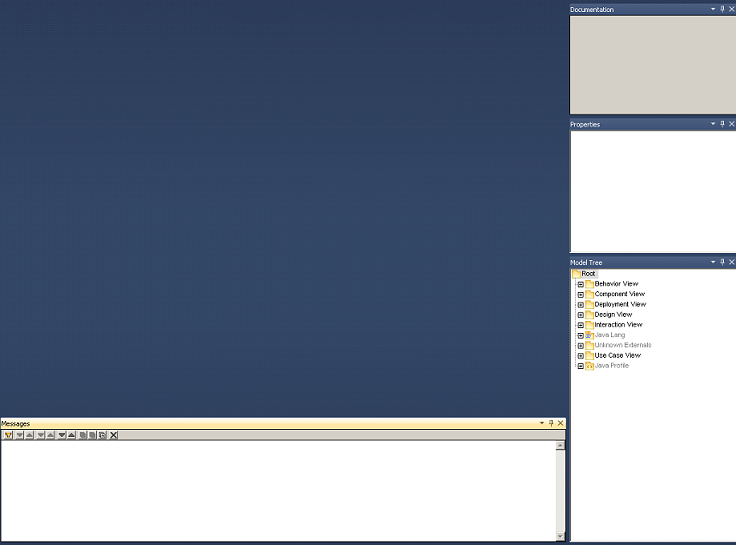 Documentation
Properties
Model Tree
Root
Behavior View
Component View
Deployment View
Design View
Interaction View
Java Lang
Unknown Externals
Use Case View
Java Profile
Messages